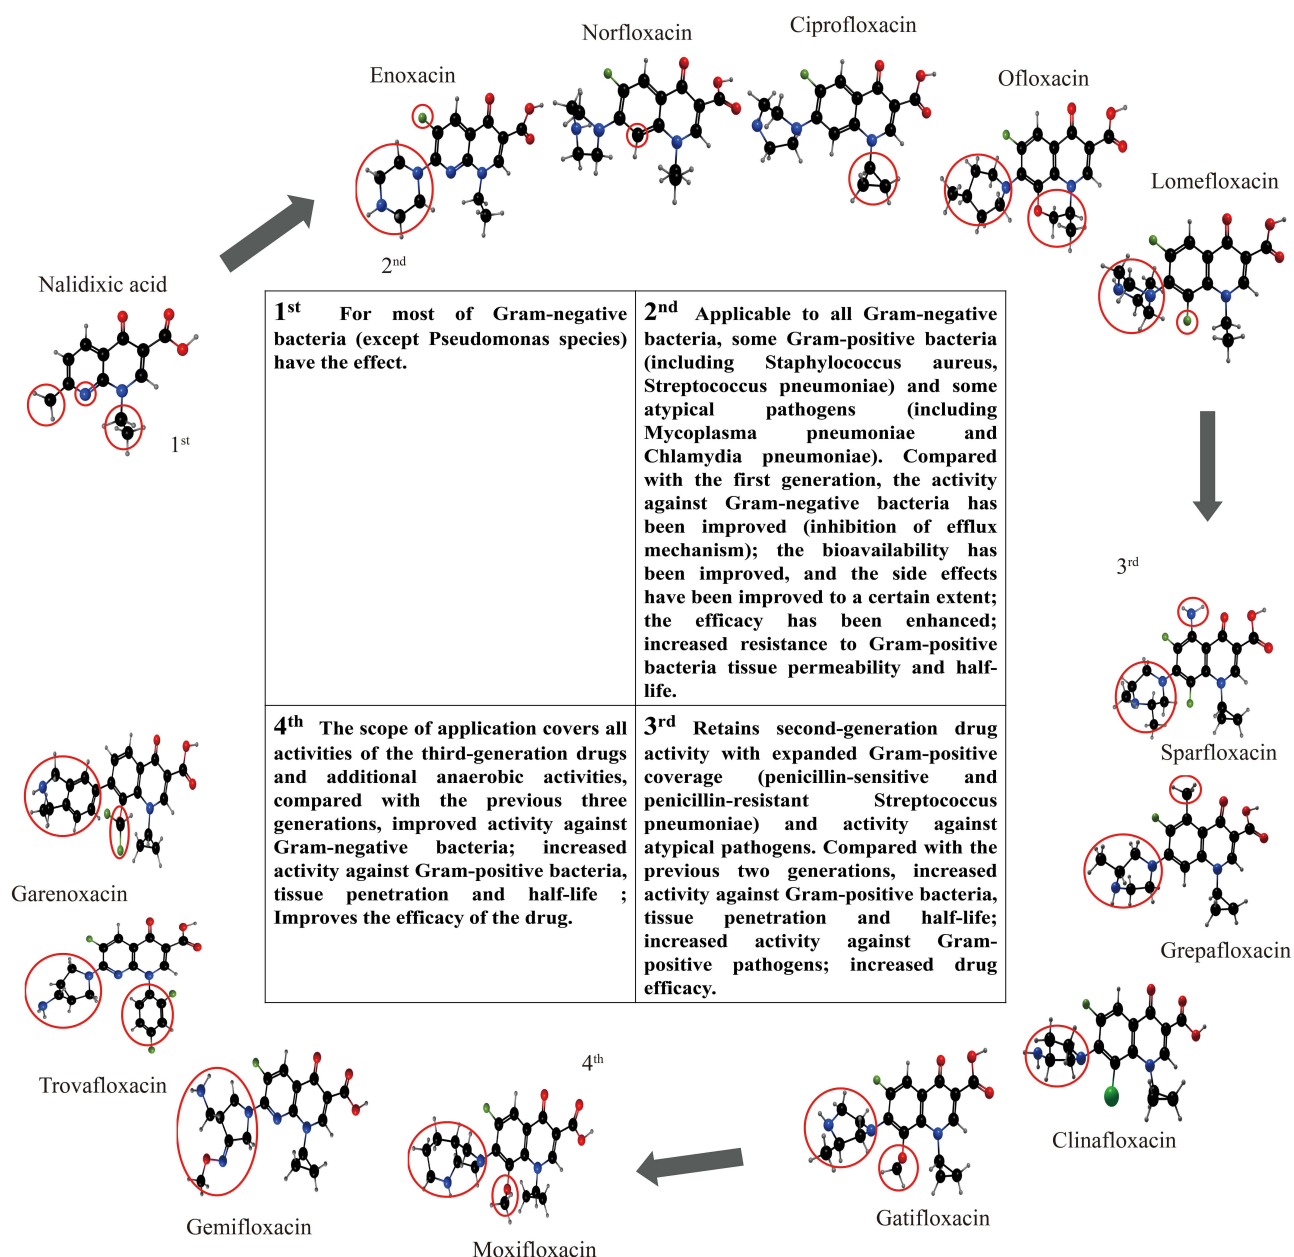 Norfloxacin
Ciprofloxacin
Enoxacin
Ofloxacin
Lomefloxacin
2nd
Nalidixic acid
1st
1st For most of Gram-negative
bacteria (except Pseudomonas species)
have the effect.
2nd Applicable to all Gram-negative
bacteria, some Gram-positive bacteria
(including Staphylococcus aureus,
Streptococcus pneumoniae) and some
atypical pathogens (including
Mycoplasma pneumoniae and
Chlamydia pneumoniae). Compared
with the first generation, the activity
against Gram-negative bacteria has
been improved (inhibition of efflux
mechanism); the bioavailability has
been improved, and the side effects
have been improved to a certain extent;
the efficacy has been enhanced;
increased resistance to Gram-positive
bacteria tissue permeability and half-
life.
4th The scope of application covers all
activities of the third-generation drugs
and additional anaerobic activities,
compared with the previous three
generations, improved activity against
Gram-negative bacteria; increased
activity against Gram-positive bacteria,
tissue penetration and half-life ;
Improves the efficacy of the drug.
3rd Retains second-generation drug
activity with expanded Gram-positive
coverage (penicillin-sensitive and
penicillin-resistant Streptococcus
pneumoniae) and activity against
atypical pathogens. Compared with the
previous two generations, increased
activity against Gram-positive bacteria,
tissue penetration and half-life;
increased activity against Gram-
positive pathogens; increased drug
efficacy.
3rd
Sparfloxacin
Grepafloxacin
Clinafloxacin
Gatifloxacin
4th
Moxifloxacin
Gemifloxacin
Trovafloxacin
Garenoxacin